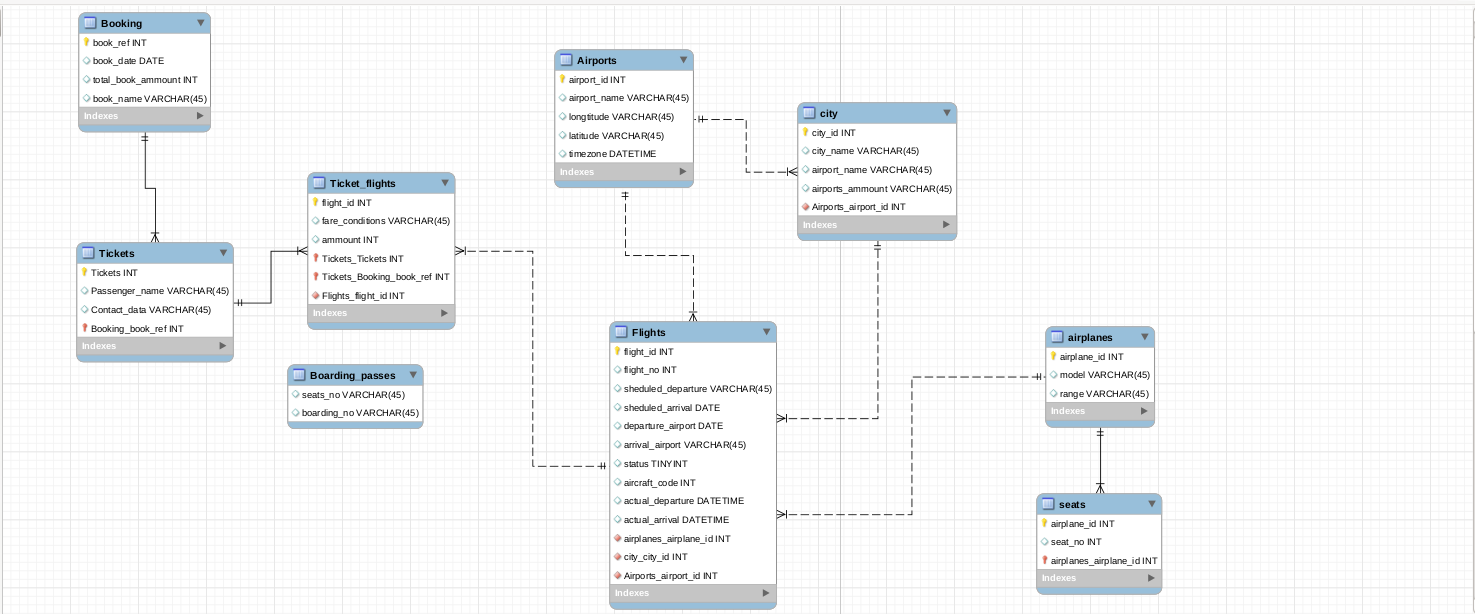 Booking
book_ref INT
book_date DATE
total_book_ammount INT
book_name VARCHAR(45)
Indexes
Airports
airport_id INT
airport_name VARCHAR(45)
longtitude VARCHAR(45)
latitude VARCHAR(45)
timezone DATETIME
Indexes
city
city_id INT
city_name VARCHAR(45)
airport_name VARCHAR(45)
airports_ammount VARCHAR(45)
Airports_airport_id INT
Indexes
Ticket_flights
flight_id INT
fare_conditions VARCHAR(45)
ammount INT
Tickets_Tickets INT
Tickets_Booking_book_ref INT
Flights_flight_id INT
Indexes
Tickets
Tickets INT
Passenger_name VARCHAR(45)
Contact_data VARCHAR(45)
Booking_book_ref INT
Indexes
Boarding_passes
seats_no VARCHAR(45)
boarding_no VARCHAR(45)
Flights
flight_id INT
flight_no INT
sheduled_departure VARCHAR(45)
sheduled_arrival DATE
departure_airport DATE
arrival_airport VARCHAR(45)
status TINYINT
aircraft_code INT
actual_departure DATETIME
actual_arrival DATETIME
airplanes_airplane_id INT
city_city_id INT
Airports_airport_id INT
Indexes
airplanes
airplane_id INT
model VARCHAR(45)
range VARCHAR(45)
Indexes
seats
airplane_id INT
seat_no INT
airplanes_airplane_id INT
Indexes